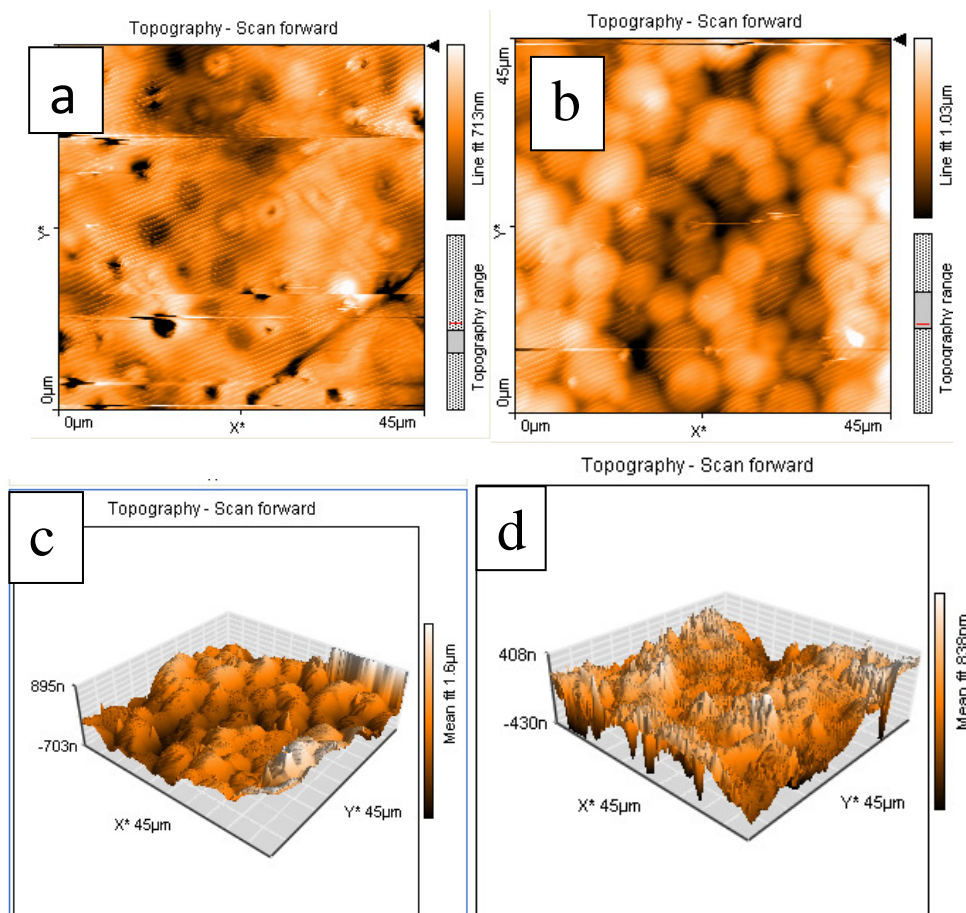 Topography - Scan forward
a
Y*
0µm
0µm
X*
45µm
Line fit 713nm
Topography range
Topography - Scan forward
b
45µm
Y*
0µm
0µm
X*
45µm
Line fit 1.03µm
Topography range
Topography - Scan forward
c
895n
-703n
X* 45µm
Y* 45µm
Mean fit 1.6µm
Topography - Scan forward
d
408n
-430n
X* 45µm
Y* 45µm
Mean fit 838nm